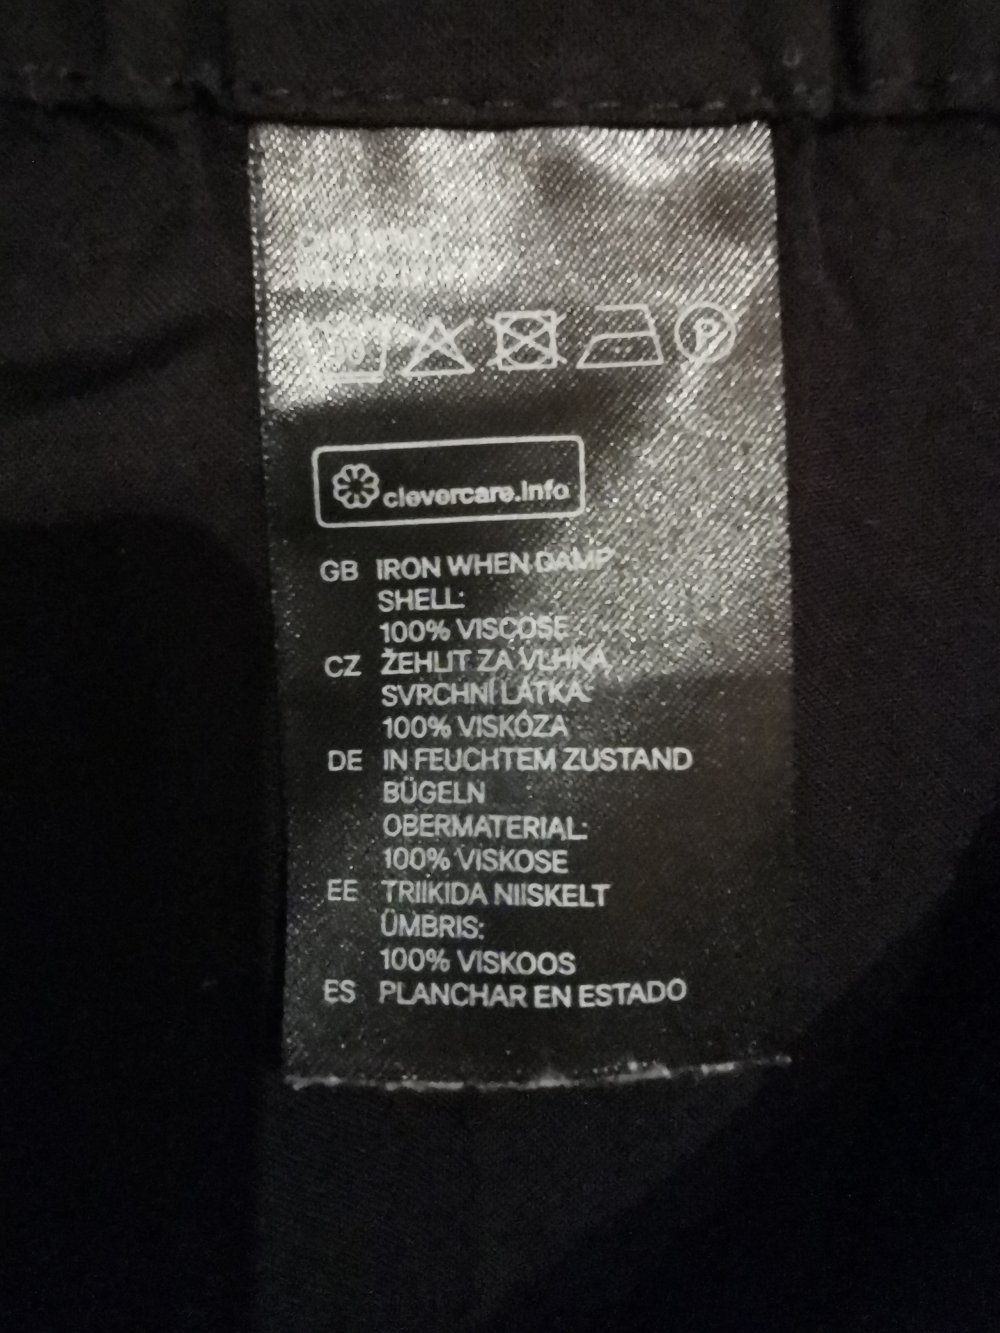 30
P
clevercare.info
GB IRON WHEN DAMP
SHELL:
100% VISCOSE
CZ ŽEHLIT ZA VLHKA
SVRCHNÍ LÁTKA:
100% VISKÓZA
DE IN FEUCHTEM ZUSTAND
BÜGELN
OBERMATERIAL:
100% VISKOSE
EE TRIIKIDA NIISKELT
ÜMBRIS:
100% VISKOOS
ES PLANCHAR EN ESTADO